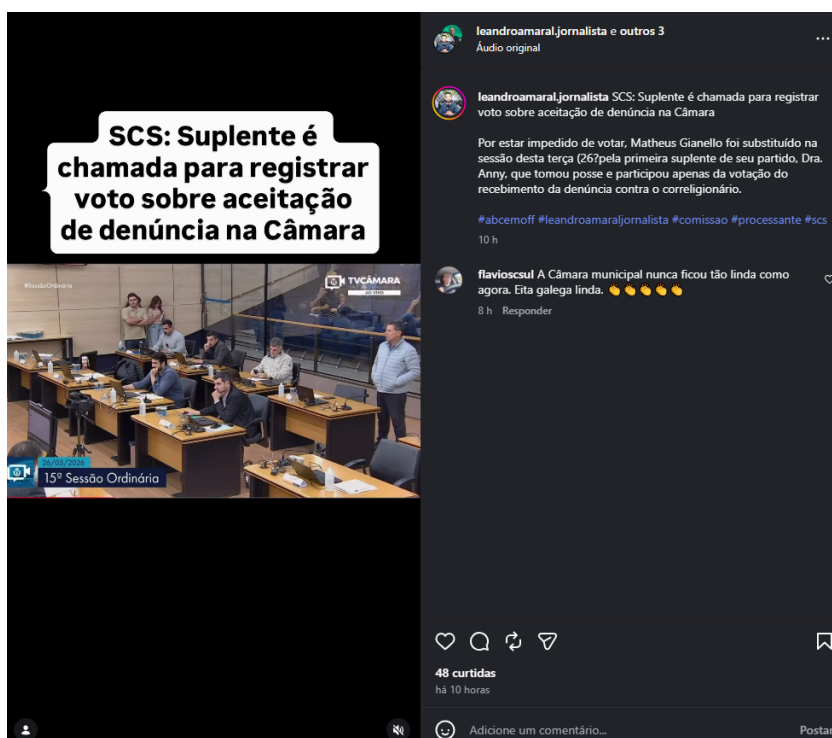 leandroamaral.jornalista e outros 3
Áudio original
SCS: Suplente é
chamada para registrar
voto sobre aceitação
de denúncia na Câmara
#SessãoOrdinária
TVCÂMARA
AO VIVO
26/05/2026
15ª Sessão Ordinária
leandroamaral.jornalista SCS: Suplente é chamada para registrar
voto sobre aceitação de denúncia na Câmara
Por estar impedido de votar, Matheus Gianello foi substituído na
sessão desta terça (26?pela primeira suplente de seu partido, Dra.
Anny, que tomou posse e participou apenas da votação do
recebimento da denúncia contra o correligionário.
#abcemoff #leandroamaraljornalista #comissao #processante #scs
10 h
flavioscsul A Câmara municipal nunca ficou tão linda como
agora. Eita galega linda. 👏👏👏👏👏
8 h Responder
48 curtidas
há 10 horas
Adicione um comentário...
Postar